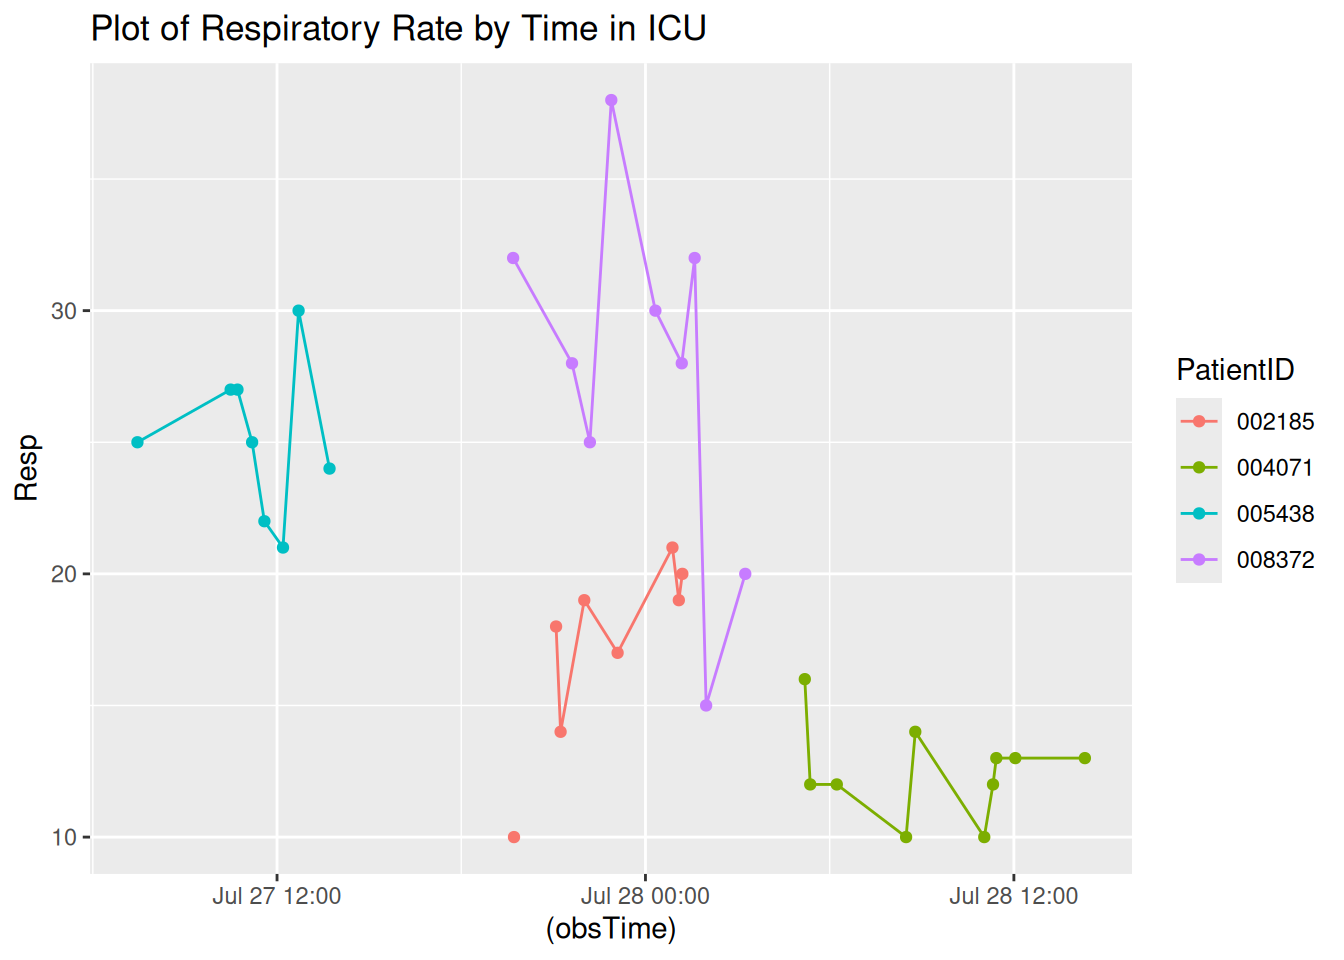 Plot of Respiratory Rate by Time in ICU
Resp
30
20
10
Jul 27 12:00
Jul 28 00:00
Jul 28 12:00
(obsTime)
PatientID
002185
004071
005438
008372